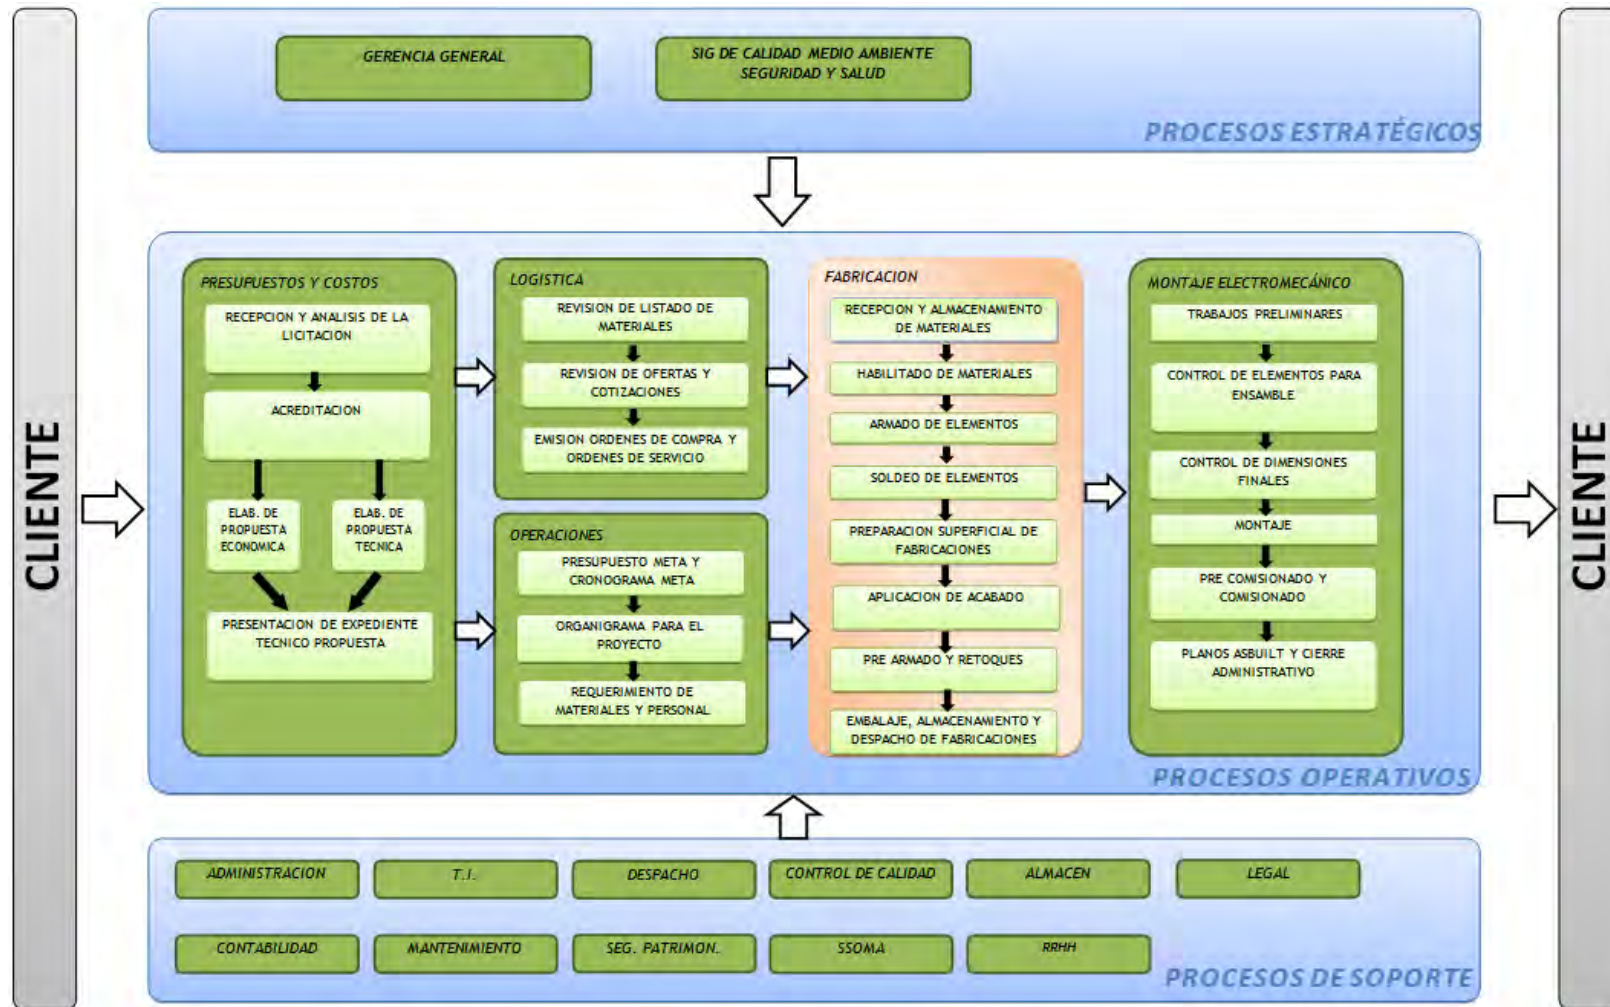 CLIENTE
GERENCIA GENERAL
SIG DE CALIDAD MEDIO AMBIENTE
SEGURIDAD Y SALUD
PROCESOS ESTRATÉGICOS
PRESUPUESTOS Y COSTOS
RECEPCION Y ANALISIS DE LA
LICITACION
ACREDITACION
ELAB. DE
PROPUESTA
ECONOMICA
ELAB. DE
PROPUESTA
TECNICA
PRESENTACION DE EXPEDIENTE
TECNICO PROPUESTA
LOGISTICA
REVISION DE LISTADO DE
MATERIALES
REVISION DE OFERTAS Y
COTIZACIONES
EMISION ORDENES DE COMPRA Y
ORDENES DE SERVICIO
OPERACIONES
PRESUPUESTO META Y
CRONOGRAMA META
ORGANIGRAMA PARA EL
PROYECTO
REQUERIMIENTO DE
MATERIALES Y PERSONAL
FABRICACION
RECEPCION Y ALMACENAMIENTO
DE MATERIALES
HABILITADO DE MATERIALES
ARMADO DE ELEMENTOS
SOLDEO DE ELEMENTOS
PREPARACION SUPERFICIAL DE
FABRICACIONES
APLICACION DE ACABADO
PRE ARMADO Y RETOQUES
EMBALAJE, ALMACENAMIENTO Y
DESPACHO DE FABRICACIONES
MONTAJE ELECTROMECÁNICO
TRABAJOS PRELIMINARES
CONTROL DE ELEMENTOS PARA
ENSAMBLE
CONTROL DE DIMENSIONES
FINALES
MONTAJE
PRE COMISIONADO Y
COMISIONADO
PLANOS ASBUILT Y CIERRE
ADMINISTRATIVO
PROCESOS OPERATIVOS
ADMINISTRACION
T.I.
DESPACHO
CONTROL DE CALIDAD
ALMACEN
LEGAL
CONTABILIDAD
MANTENIMIENTO
SEG. PATRIMON.
SSOMA
RRHH
PROCESOS DE SOPORTE
CLIENTE